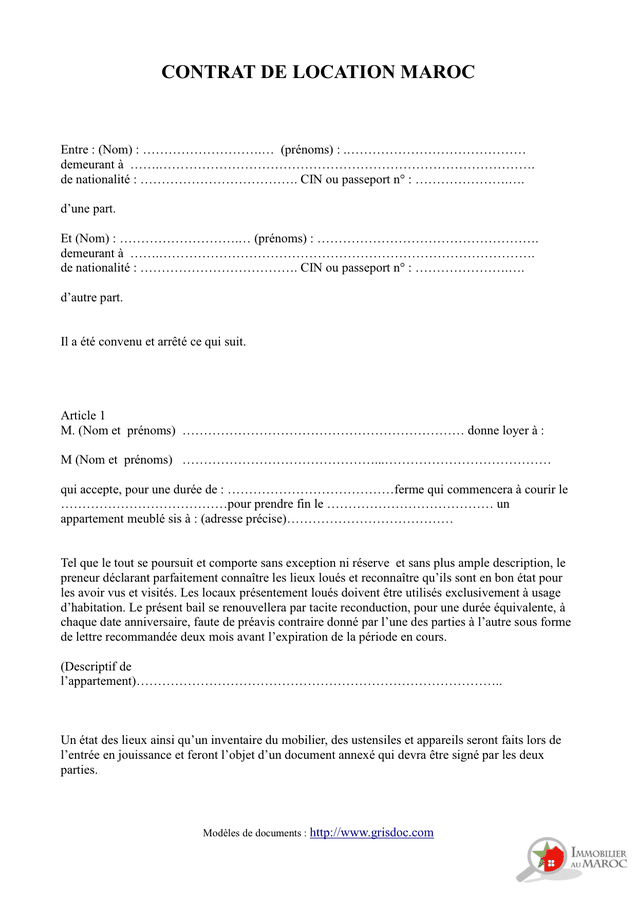 CONTRAT DE LOCATION MAROC
Entre : (Nom) : ……………………….… (prénoms) : .……………………………………
demeurant à …….…………………………………………………………………………….
de nationalité : ………………………………. CIN ou passeport n° : ………………….….
d’une part.
Et (Nom) : ……………………….… (prénoms) : …………………………………………….
demeurant à …….…………………………………………………………………………….
de nationalité : ………………………………. CIN ou passeport n° : ………………….….
d’autre part.
Il a été convenu et arrêté ce qui suit.
Article 1
M. (Nom et prénoms) ………………………………………………………… donne loyer à :
M (Nom et prénoms) ………………………………………...…………………………………
qui accepte, pour une durée de : …………………………………ferme qui commencera à courir le
…………………………………pour prendre fin le ………………………………… un
appartement meublé sis à : (adresse précise)…………………………………
Tel que le tout se poursuit et comporte sans exception ni réserve et sans plus ample description, le
preneur déclarant parfaitement connaître les lieux loués et reconnaître qu’ils sont en bon état pour
les avoir vus et visités. Les locaux présentement loués doivent être utilisés exclusivement à usage
d’habitation. Le présent bail se renouvellera par tacite reconduction, pour une durée équivalente, à
chaque date anniversaire, faute de préavis contraire donné par l’une des parties à l’autre sous forme
de lettre recommandée deux mois avant l’expiration de la période en cours.
(Descriptif de
l’appartement)…………………………………………………………………………..
Un état des lieux ainsi qu’un inventaire du mobilier, des ustensiles et appareils seront faits lors de
l’entrée en jouissance et feront l’objet d’un document annexé qui devra être signé par les deux
parties.
Modèles de documents : http://www.grisdoc.com
IMMOBILIER
AU MAROC